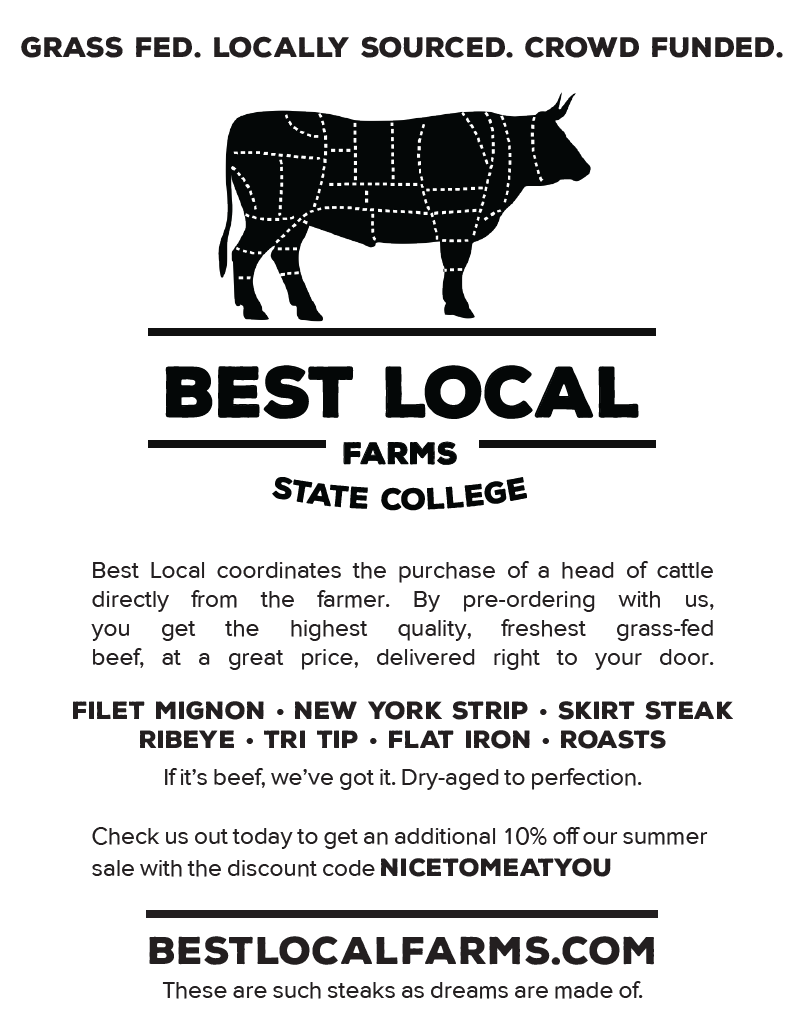 GRASS FED. LOCALLY SOURCED. CROWD FUNDED.
BEST LOCAL
FARMS
STATE COLLEGE
Best Local coordinates the purchase of a head of cattle
directly from the farmer. By pre-ordering with us,
you get the highest quality, freshest grass-fed
beef, at a great price, delivered right to your door.
FILET MIGNON • NEW YORK STRIP • SKIRT STEAK
RIBEYE • TRI TIP • FLAT IRON • ROASTS
If it’s beef, we’ve got it. Dry-aged to perfection.
Check us out today to get an additional 10% off our summer
sale with the discount code NICETOMEATYOU
BESTLOCALFARMS.COM
These are such steaks as dreams are made of.